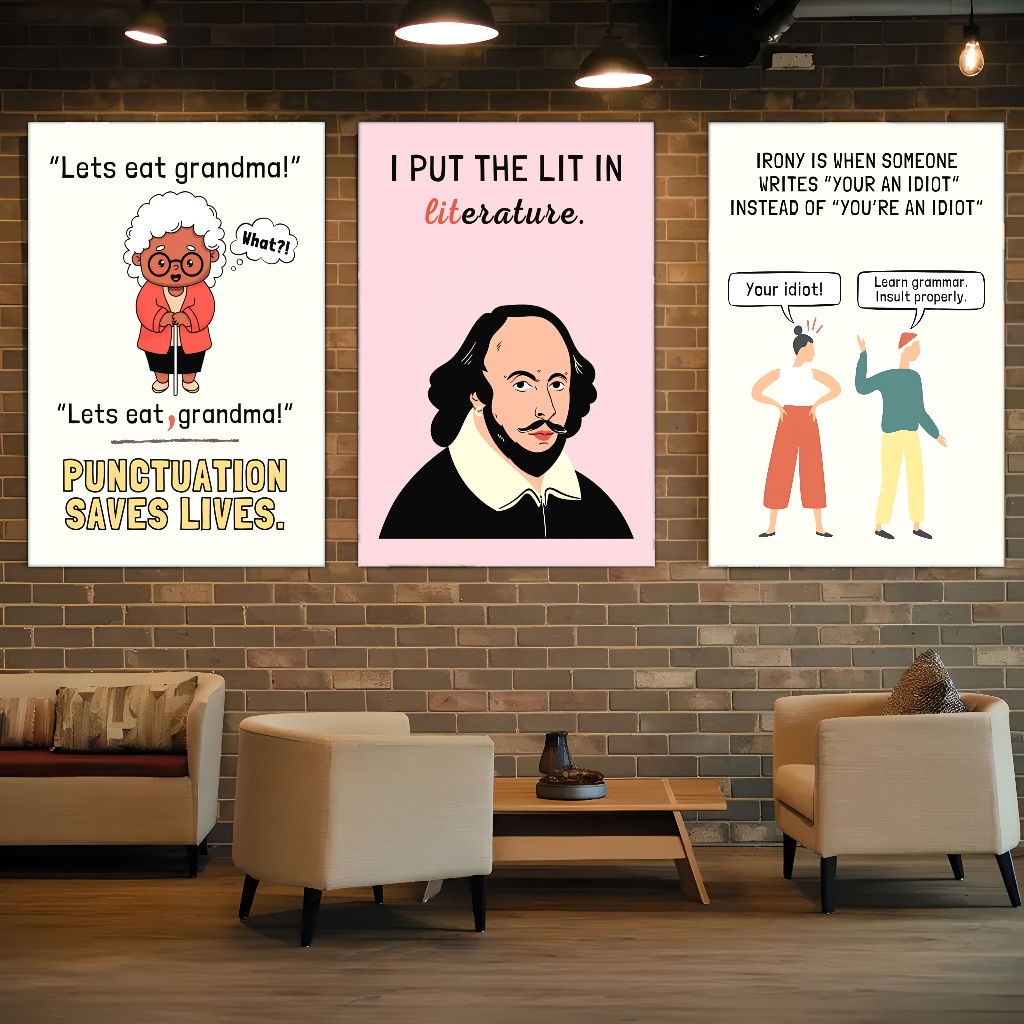 “Lets eat grandma!”
What?!
“Lets eat,grandma!”
PUNCTUATION
SAVES LIVES.
I PUT THE LIT IN
literature.
IRONY IS WHEN SOMEONE
WRITES “YOUR AN IDIOT”
INSTEAD OF “YOU’RE AN IDIOT”
Your idiot!
Learn grammar.
Insult properly.